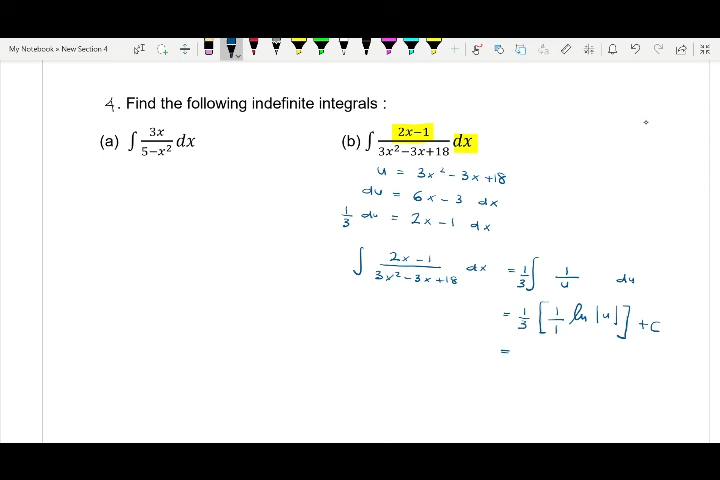 My Notebook » New Section 4
4. Find the following indefinite integrals :
(a) ∫ 3x/(5−x²) dx
(b) ∫ (2x−1)/(3x²−3x+18) dx
u = 3x² − 3x + 18
du = 6x − 3 dx
1/3 du = 2x − 1 dx
∫ (2x − 1)/(3x² − 3x + 18) dx = 1/3 ∫ 1/u du
= 1/3 [1/1 ln |u|] + C
=